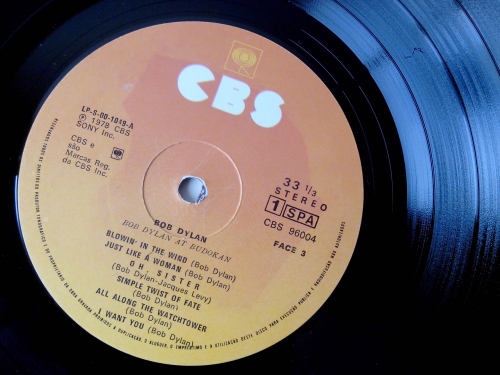 CBS
LP-S-00-1019-A
℗ 1978 CBS
SONY Inc.
CBS e
são
Marcas Reg.
da CBS Inc.
33 1/3
STEREO
1 SPA
CBS 96004
FACE 3
BOB DYLAN
BOB DYLAN AT BUDOKAN
BLOWIN' IN THE WIND (Bob Dylan)
JUST LIKE A WOMAN (Bob Dylan)
OH, SISTER
(Bob Dylan-Jacques Levy)
SIMPLE TWIST OF FATE
(Bob Dylan)
ALL ALONG THE WATCHTOWER
(Bob Dylan)
I WANT YOU (Bob Dylan)